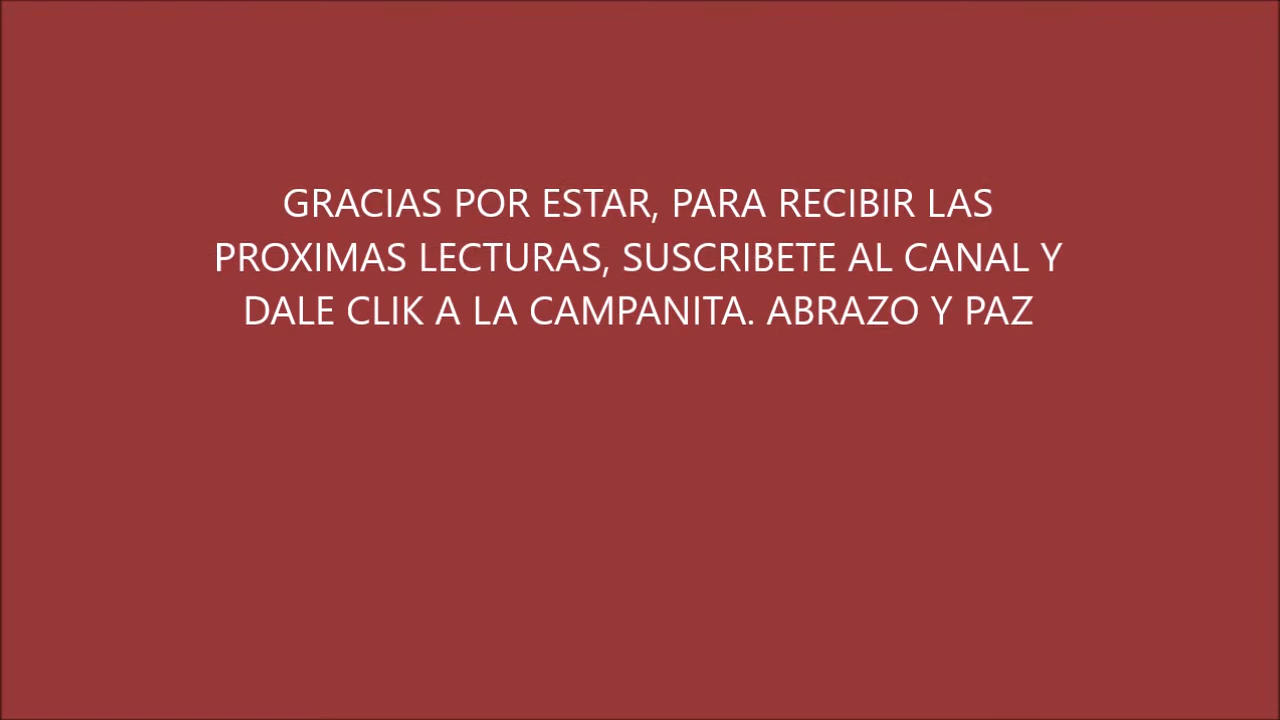 GRACIAS POR ESTAR, PARA RECIBIR LAS
PROXIMAS LECTURAS, SUSCRIBETE AL CANAL Y
DALE CLIK A LA CAMPANITA. ABRAZO Y PAZ